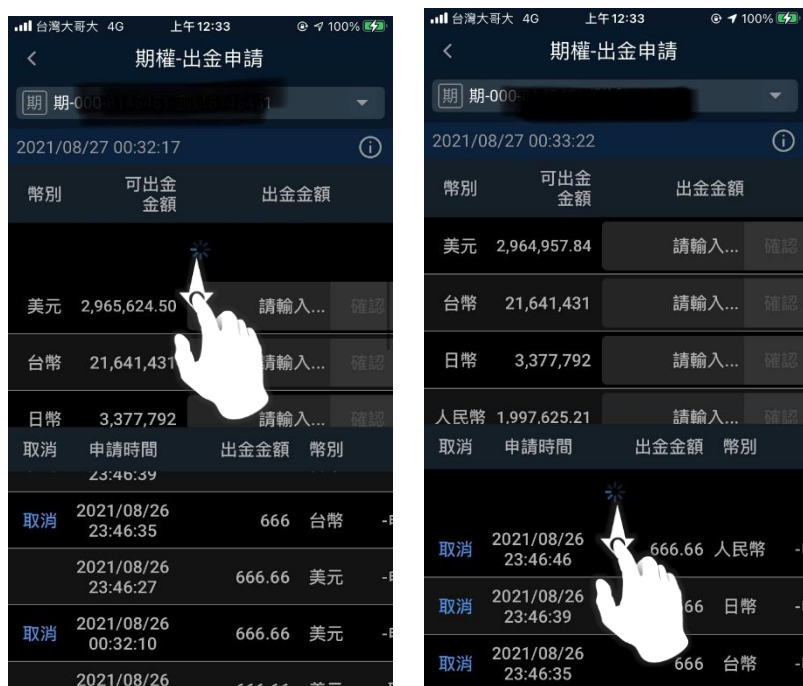 台灣大哥大 4G 上午12:33 100%
期權-出金申請
期 期-000-
2021/08/27 00:32:17
幣別 可出金
金額 出金金額
美元 2,965,624.50 請輸入... 確認
台幣 21,641,431 請輸入... 確認
日幣 3,377,792 請輸入... 確認
取消 申請時間 出金金額 幣別
23:46:39
取消 2021/08/26
23:46:35 666 台幣
2021/08/26
23:46:27 666.66 美元
取消 2021/08/26
00:32:10 666.66 美元
2021/08/26
台灣大哥大 4G 上午12:33 100%
期權-出金申請
期 期-000-
2021/08/27 00:33:22
幣別 可出金
金額 出金金額
美元 2,964,957.84 請輸入... 確認
台幣 21,641,431 請輸入... 確認
日幣 3,377,792 請輸入... 確認
人民幣 1,997,625.21 請輸入... 確認
取消 申請時間 出金金額 幣別
取消 2021/08/26
23:46:46 666.66 人民幣
取消 2021/08/26
23:46:39 66 日幣
取消 2021/08/26
23:46:35 666 台幣